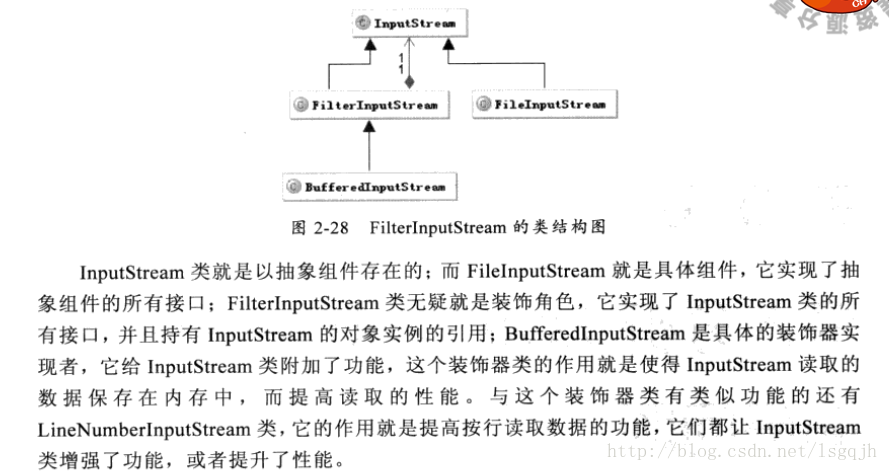 CH
资源分享
InputStream
1
1
FilterInputStream
FileInputStream
BufferedInputStream
图 2-28 FilterInputStream 的类结构图
InputStream 类就是以抽象组件存在的；而 FileInputStream 就是具体组件，它实现了抽
象组件的所有接口；FilterInputStream 类无疑就是装饰角色，它实现了 InputStream 类的所
有接口，并且持有 InputStream 的对象实例的引用；BufferedInputStream 是具体的装饰器实
现者，它给 InputStream 类附加了功能，这个装饰器类的作用就是使得 InputStream 读取的
数据保存在内存中，而提高读取的性能。与这个装饰器类有类似功能的还有
LineNumberInputStream 类，它的作用就是提高按行读取数据的功能，它们都让 InputStream
类增强了功能，或者提升了性能。
http://blog.csdn.net/lsgqjh